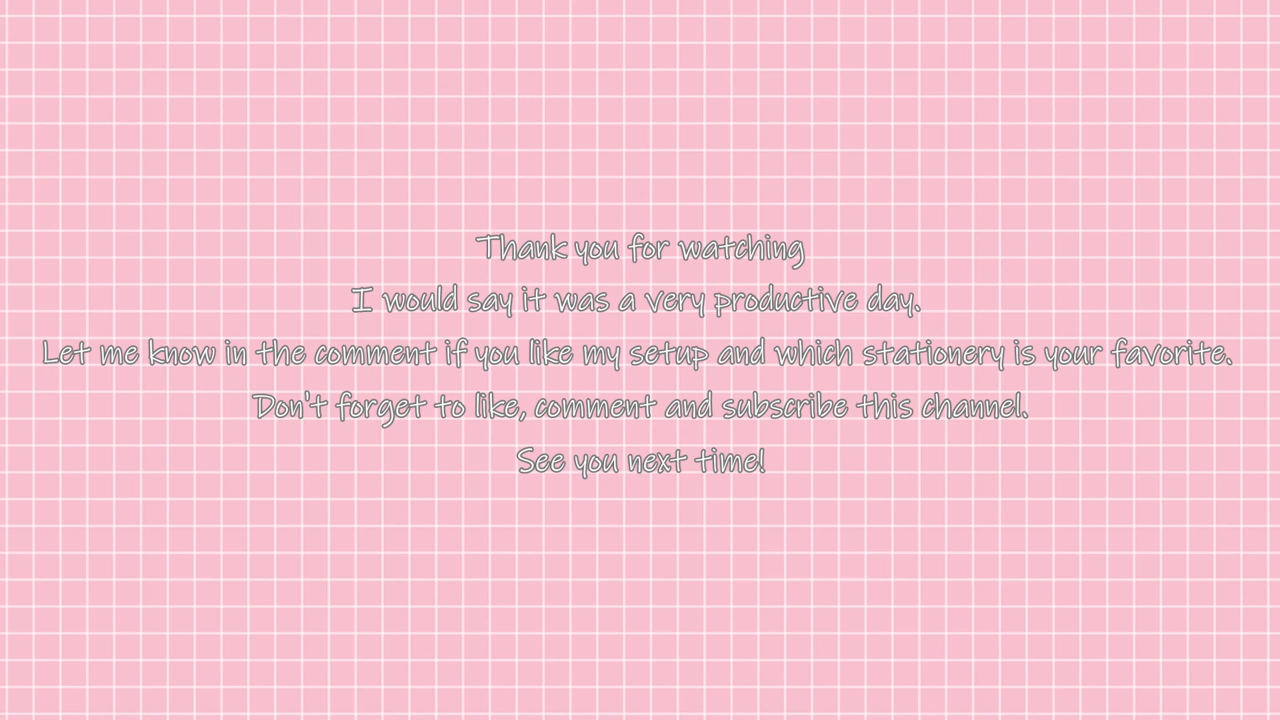 Thank you for watching
I would say it was a very productive day.
Let me know in the comment if you like my setup and which stationery is your favorite.
Don't forget to like, comment and subscribe this channel.
See you next time!